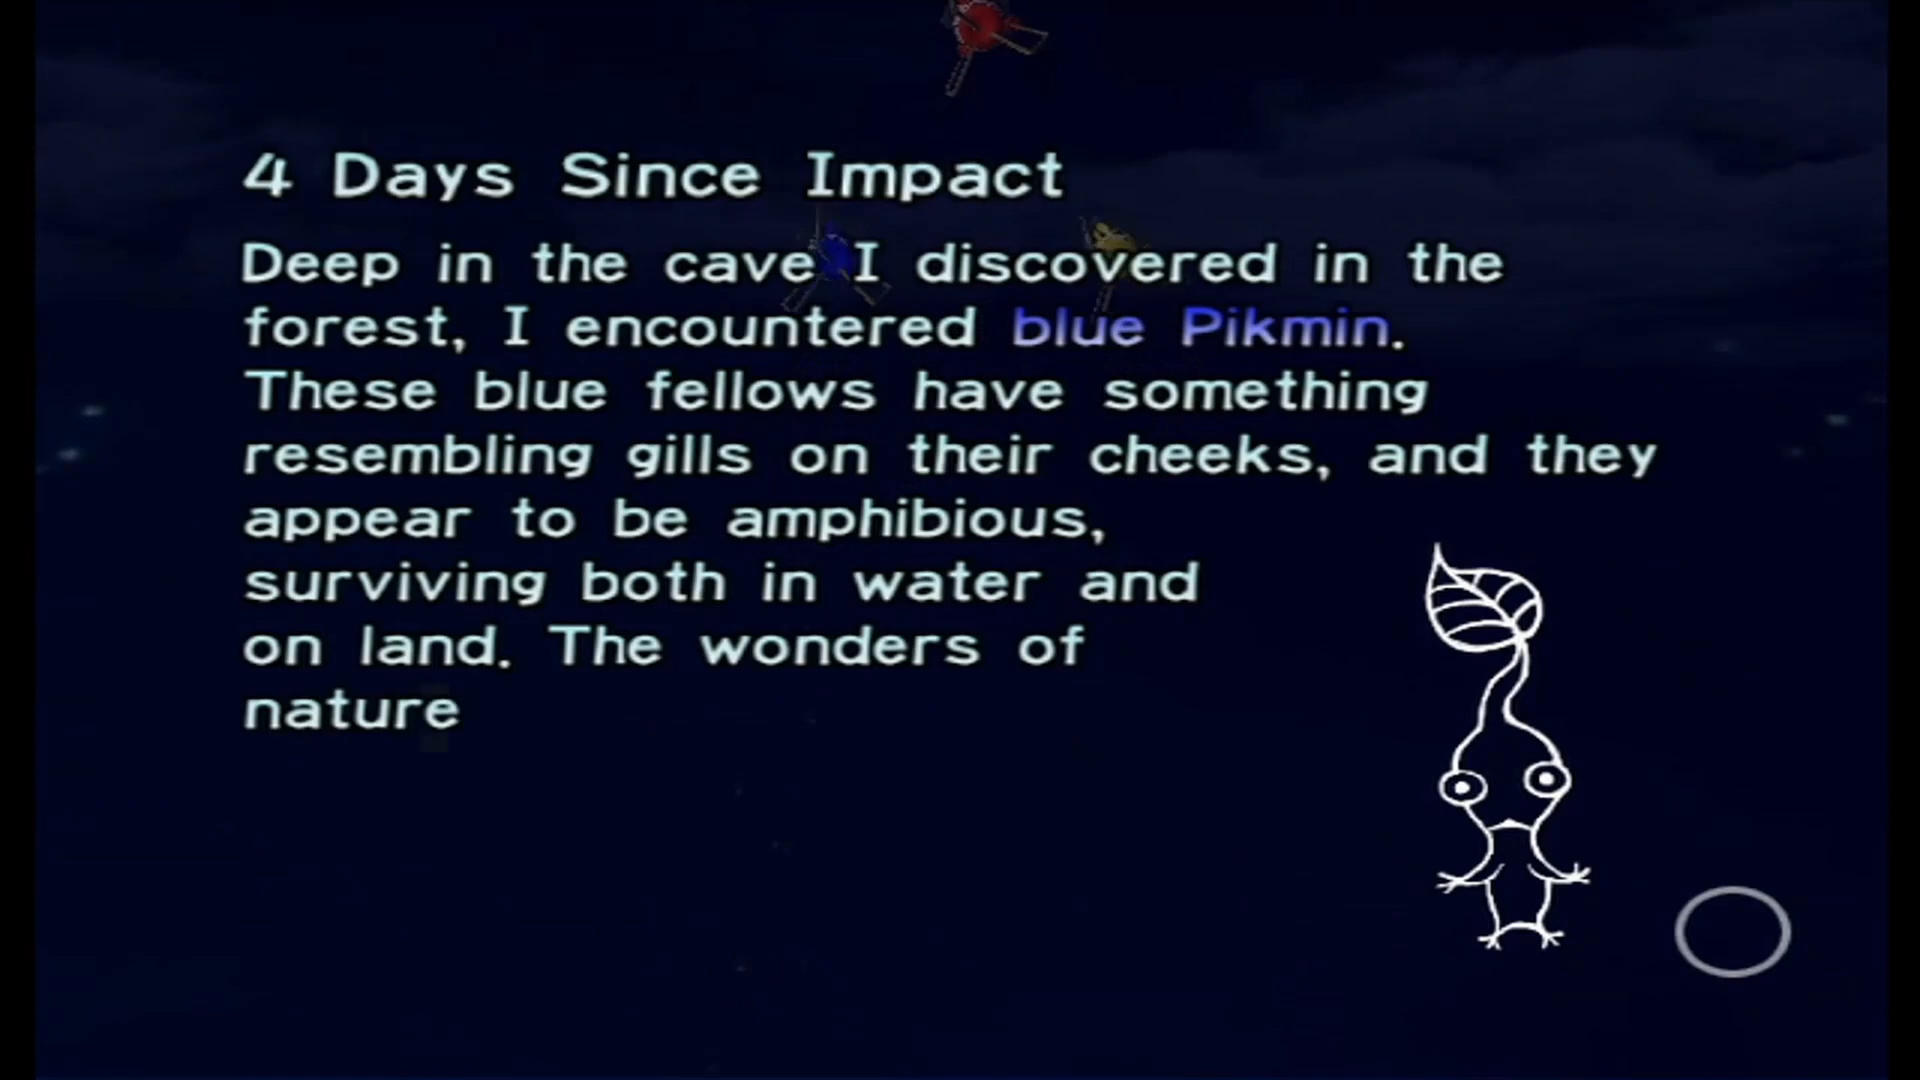 4 Days Since Impact
Deep in the cave I discovered in the
forest, I encountered blue Pikmin.
These blue fellows have something
resembling gills on their cheeks, and they
appear to be amphibious,
surviving both in water and
on land. The wonders of
nature